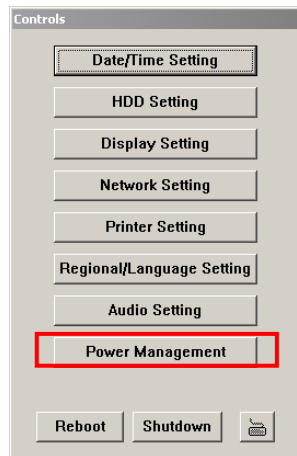 Controls
Date/Time Setting
HDD Setting
Display Setting
Network Setting
Printer Setting
Regional/Language Setting
Audio Setting
Power Management
Reboot Shutdown